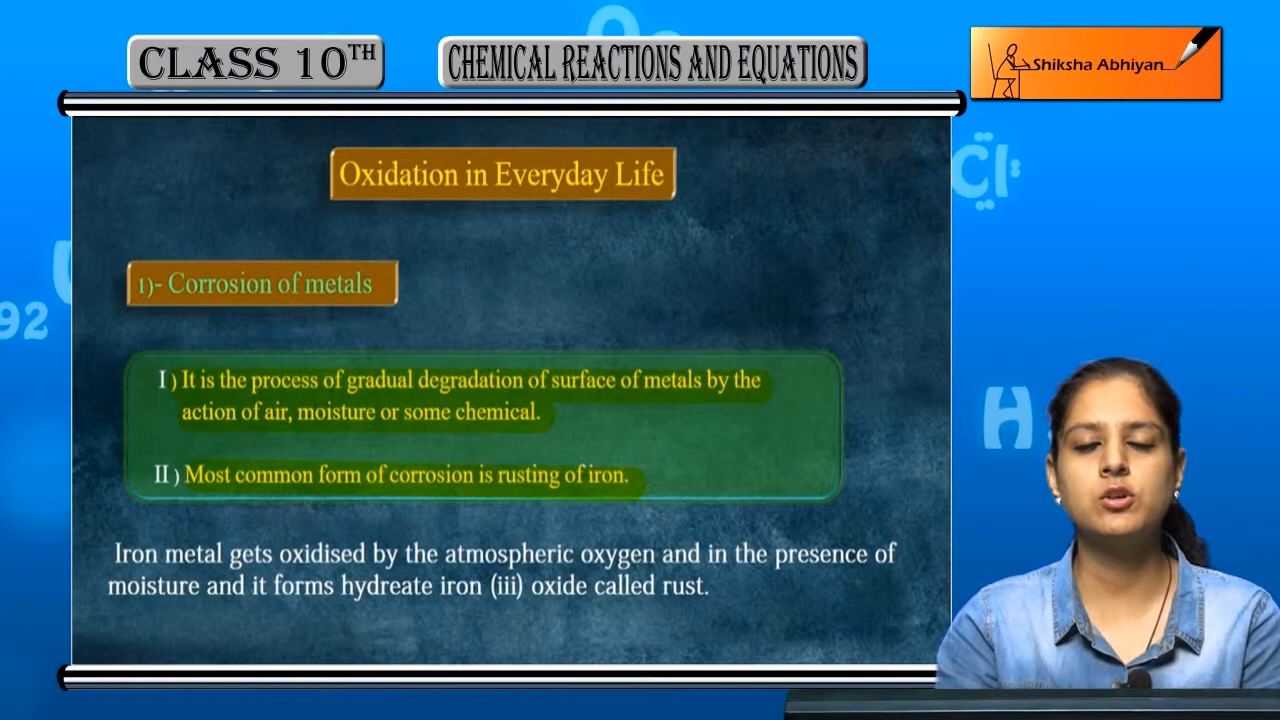 CLASS 10TH
CHEMICAL REACTIONS AND EQUATIONS
Shiksha Abhiyan
Oxidation in Everyday Life
1)- Corrosion of metals
I ) It is the process of gradual degradation of surface of metals by the
action of air, moisture or some chemical.
II ) Most common form of corrosion is rusting of iron.
Iron metal gets oxidised by the atmospheric oxygen and in the presence of
moisture and it forms hydreate iron (iii) oxide called rust.
92
Cl
H